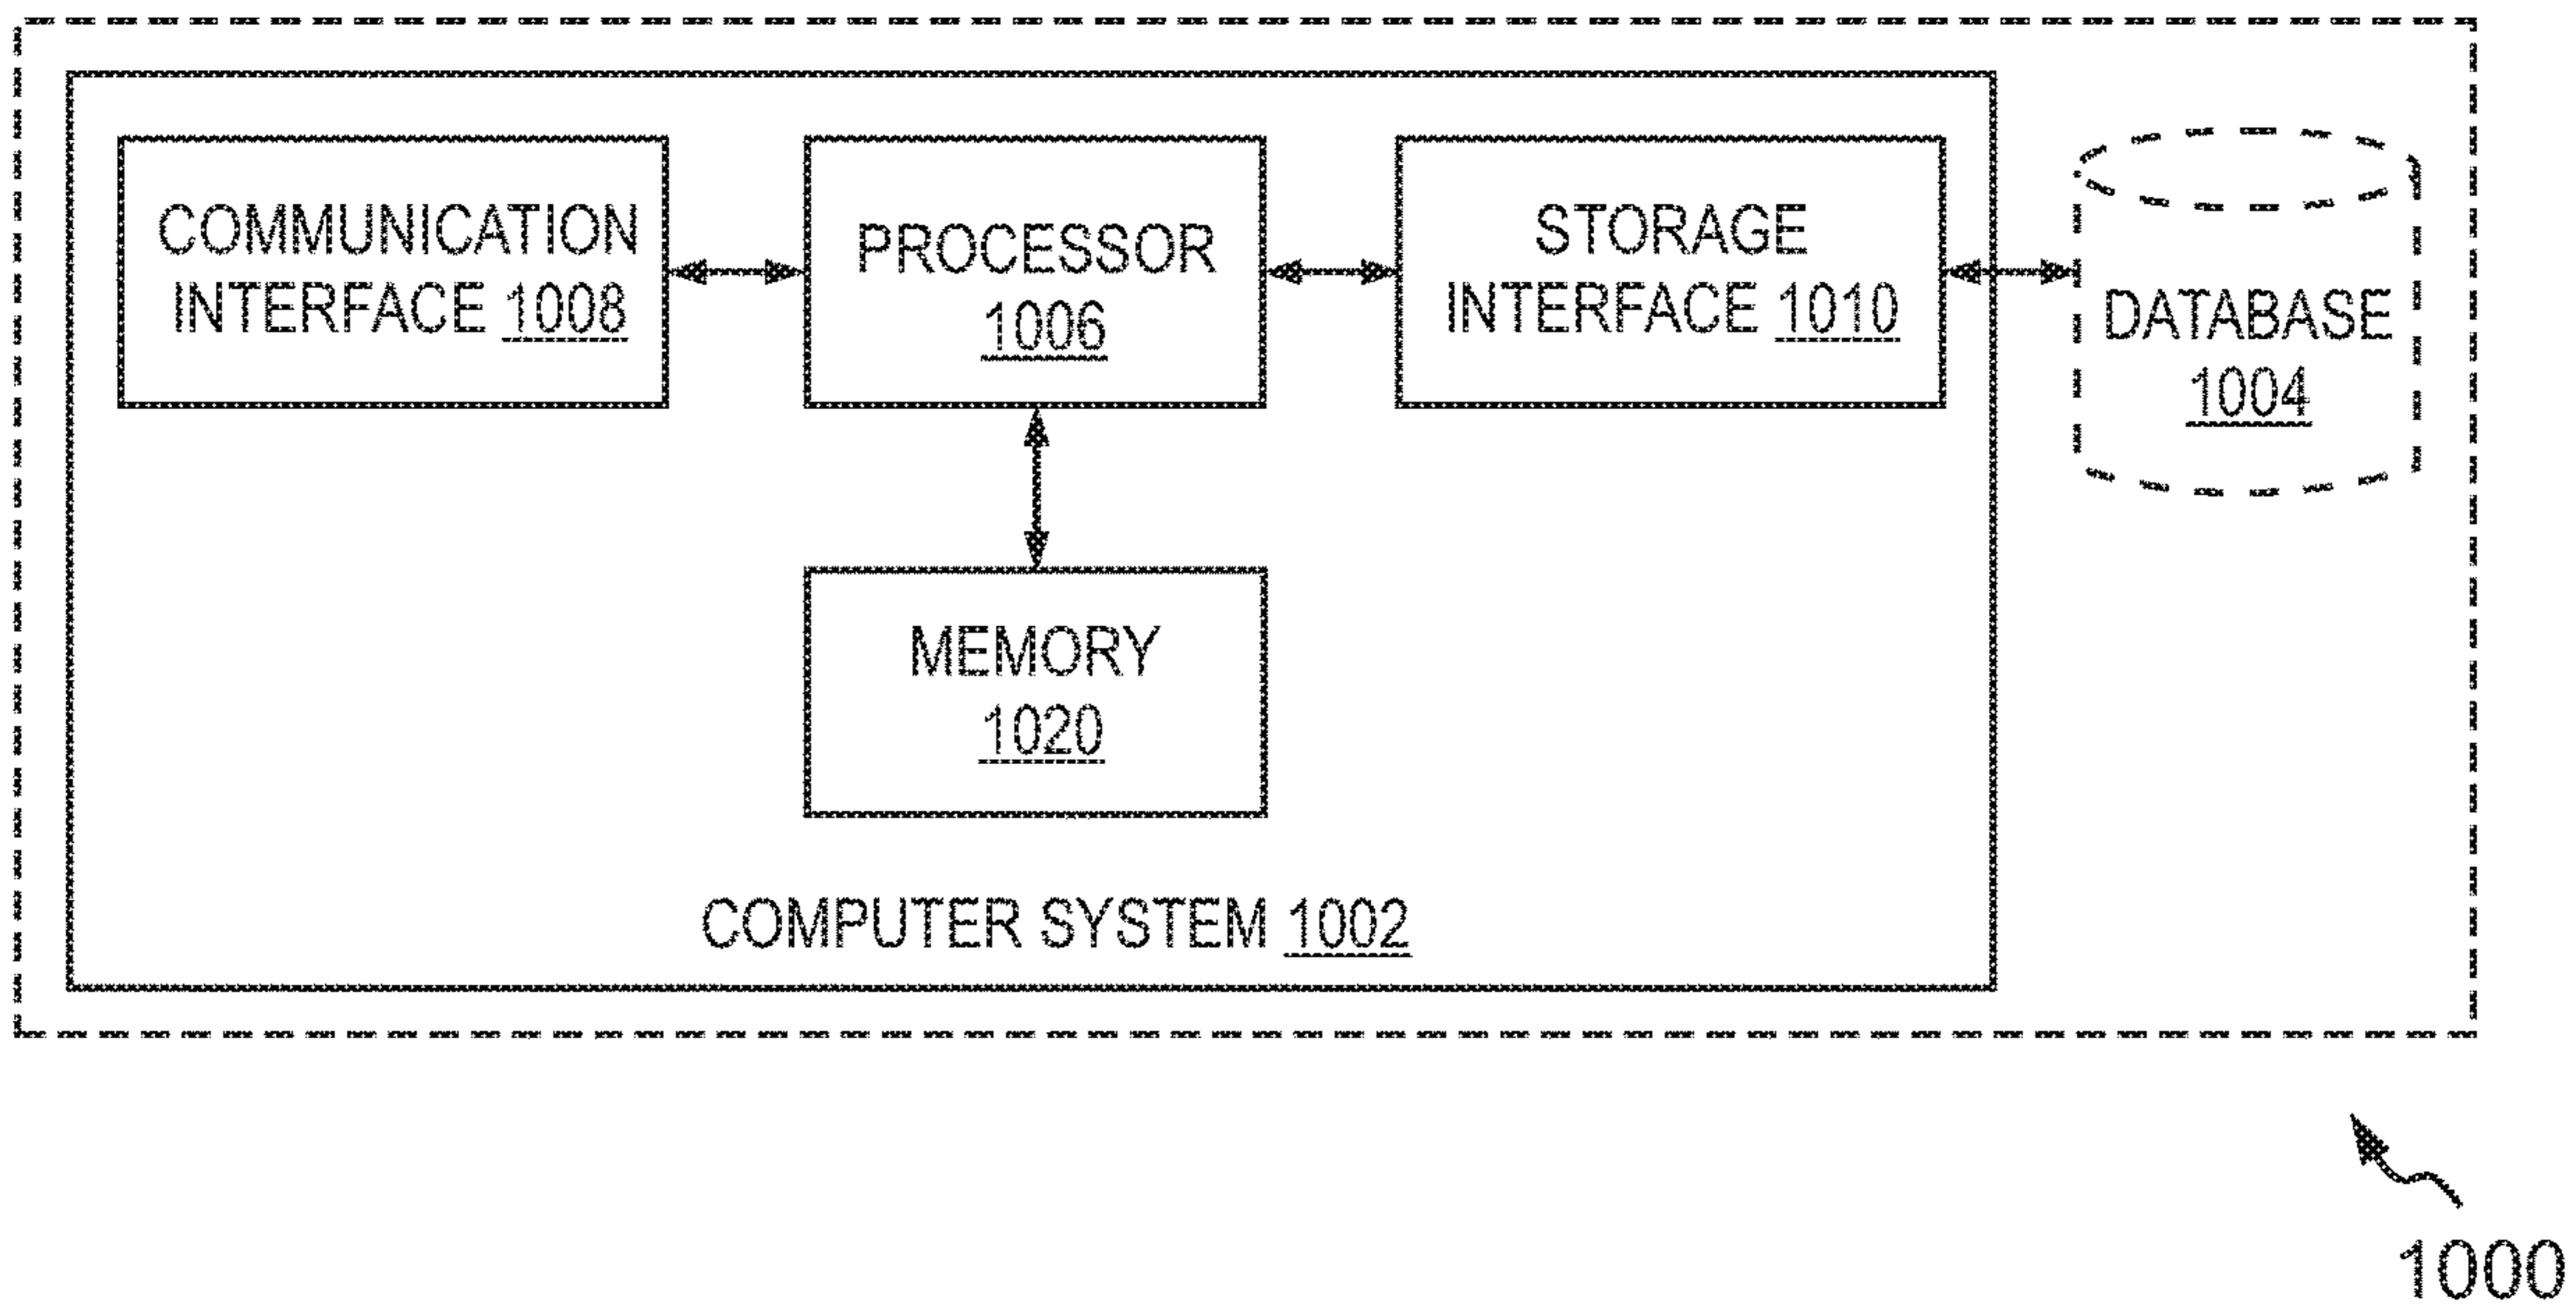 COMMUNICATION
INTERFACE 1008
PROCESSOR
1006
STORAGE
INTERFACE 1010
DATABASE
1004
MEMORY
1020
COMPUTER SYSTEM 1002
1000